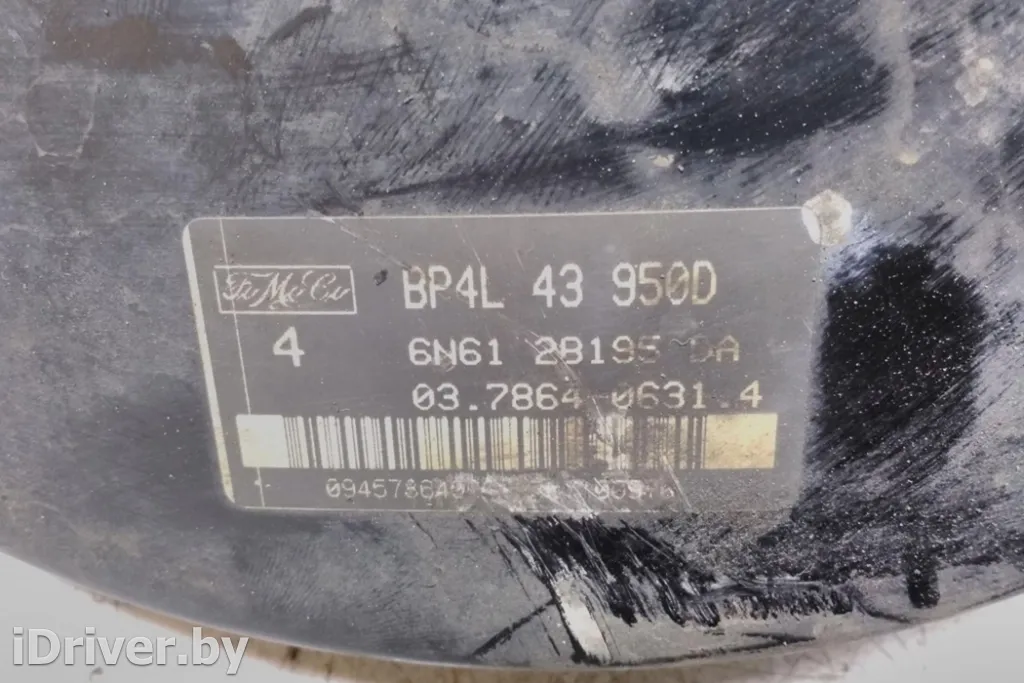 FoMoCo BP4L 43 950D
4 6N61 2B195 DA
03.7864-0631.4
iDriver.by